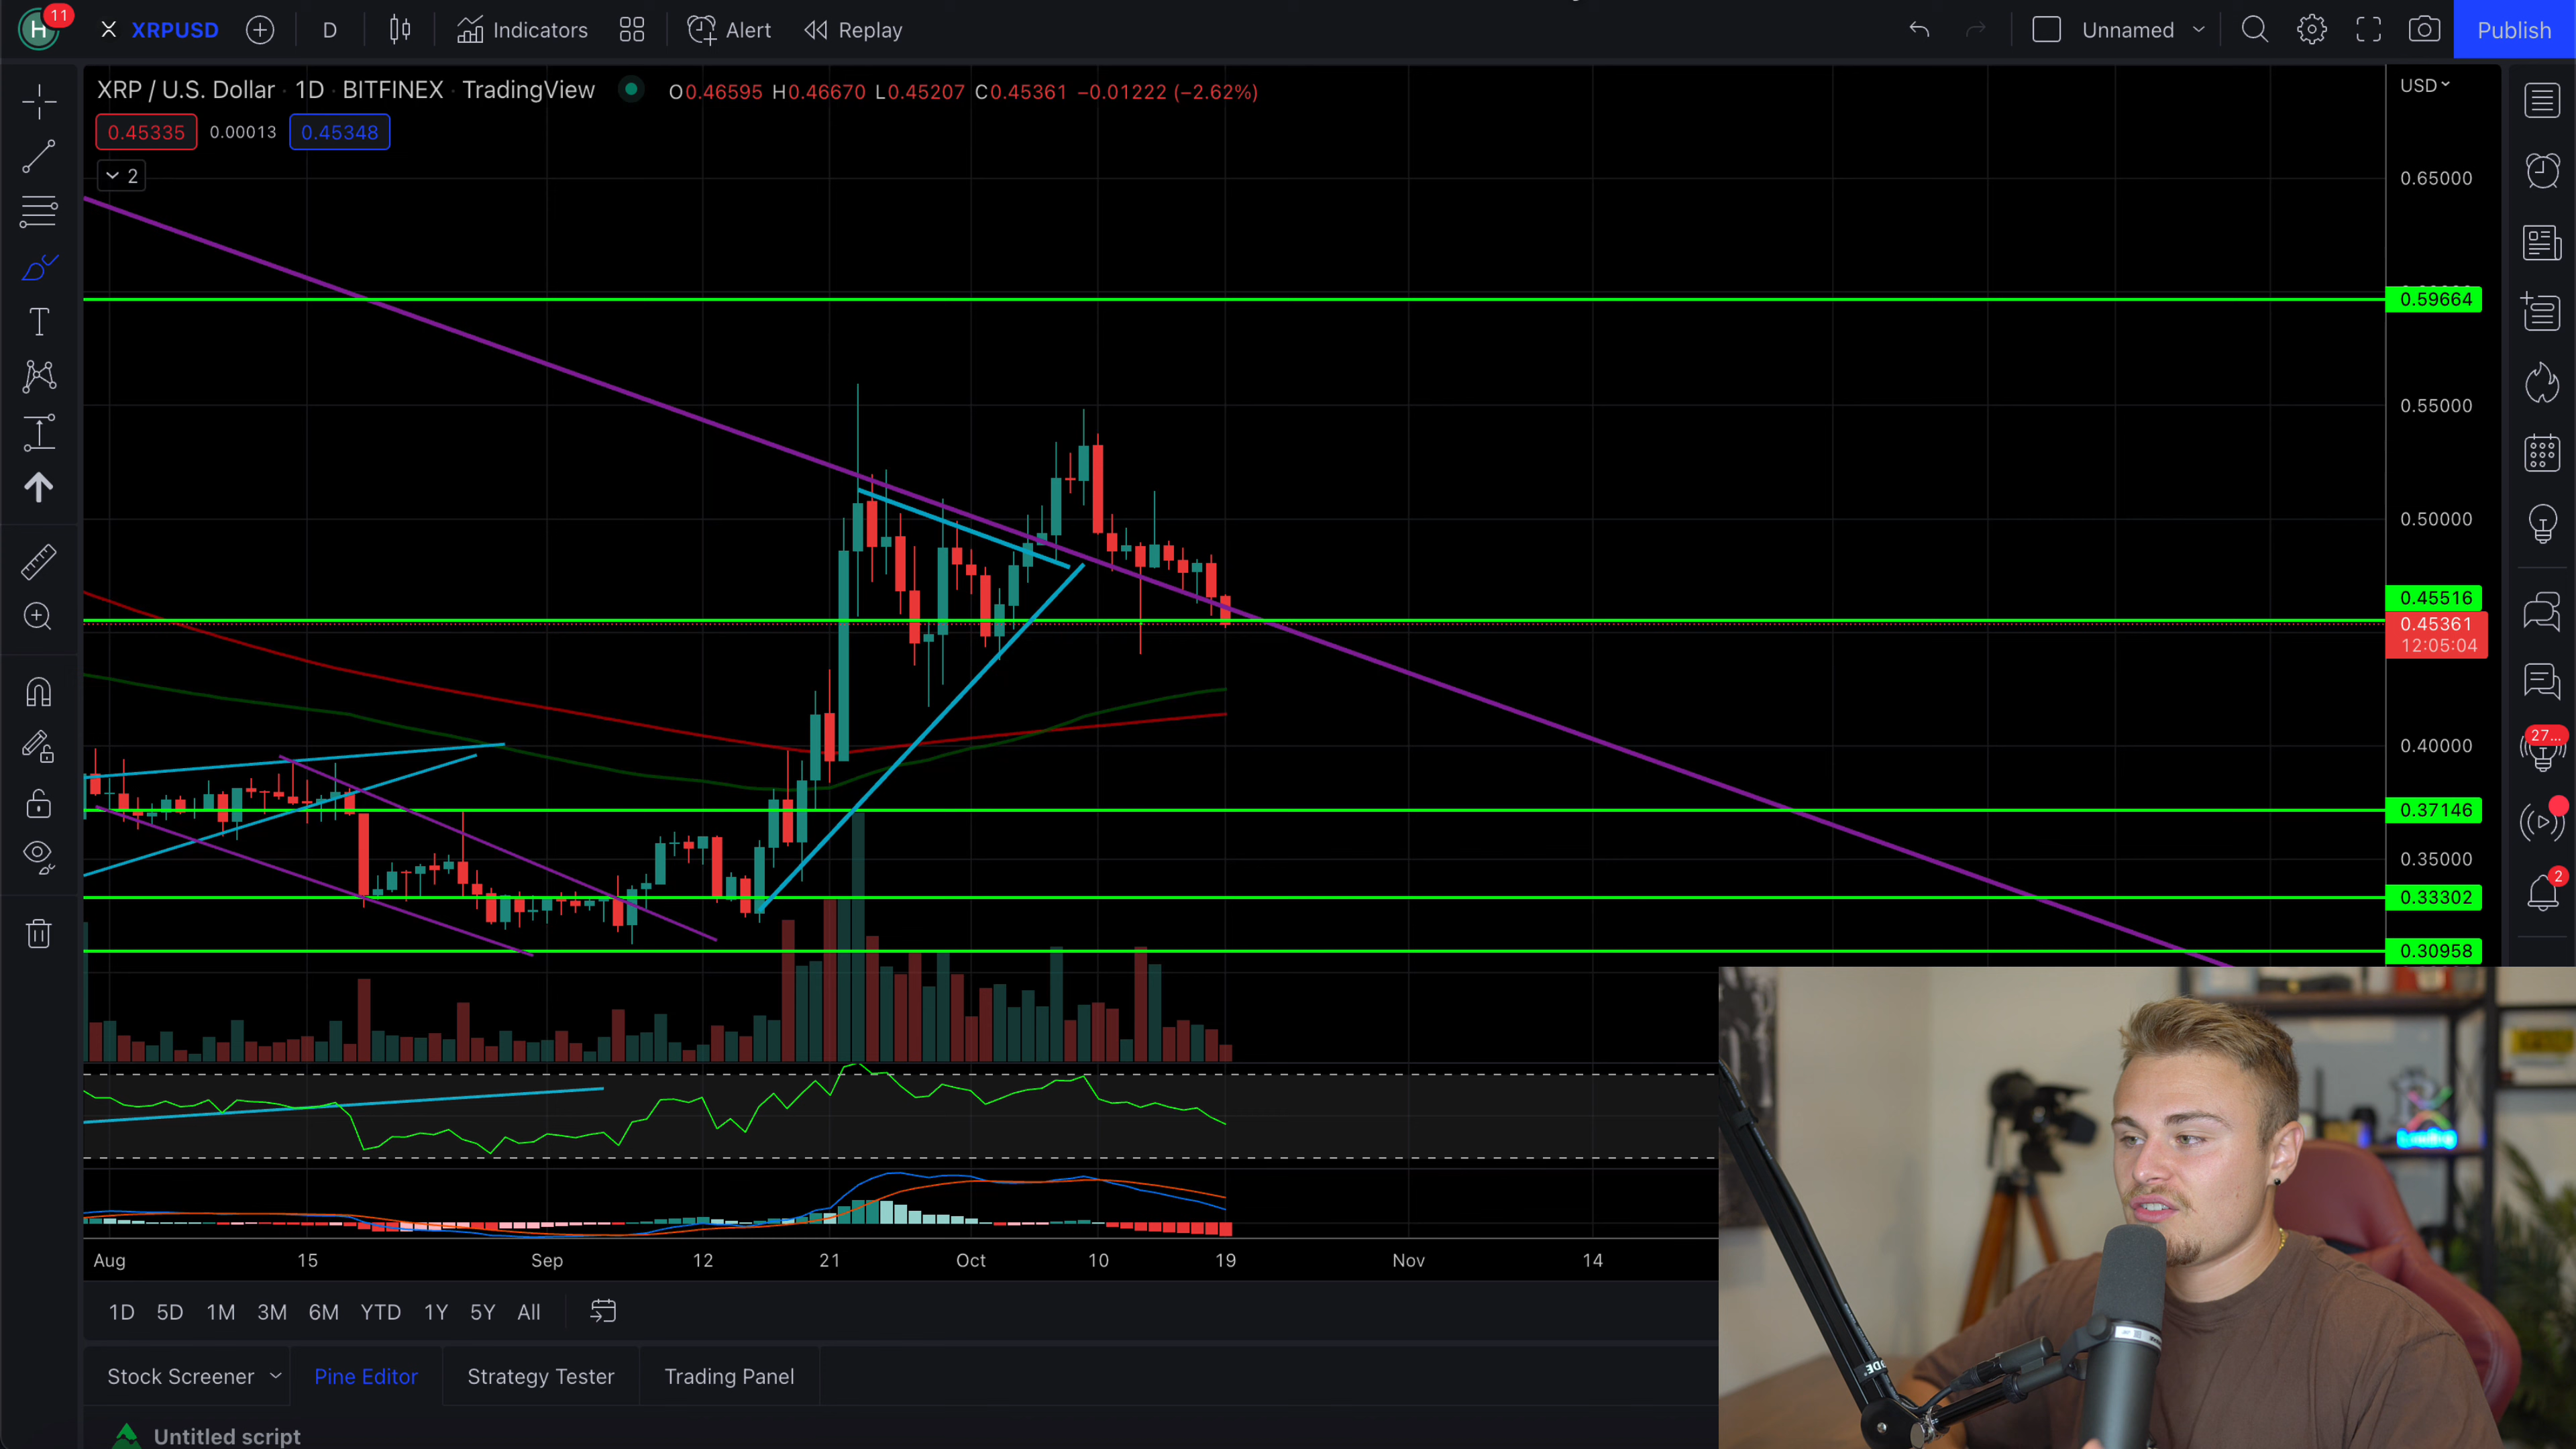 H 11 XRPUSD D Indicators Alert Replay Unnamed Publish
XRP / U.S. Dollar · 1D · BITFINEX · TradingView O0.46595 H0.46670 L0.45207 C0.45361 −0.01222 (−2.62%)
USD
0.45335 0.00013 0.45348
2
0.65000
0.59664
0.55000
0.50000
0.45516
0.45361
12:05:04
0.40000
0.37146
0.35000
0.33302
0.30958
27...
2
Aug 15 Sep 12 21 Oct 10 19 Nov 14
1D 5D 1M 3M 6M YTD 1Y 5Y All
Stock Screener Pine Editor Strategy Tester Trading Panel
Untitled script